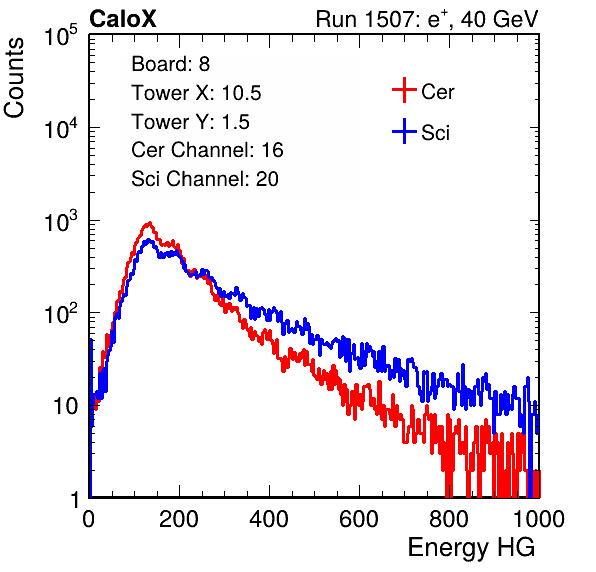 CaloX Run 1507: e⁺, 40 GeV
Counts
10⁵
10⁴
10³
10²
10
1
Board: 8
Tower X: 10.5
Tower Y: 1.5
Cer Channel: 16
Sci Channel: 20
Cer
Sci
0 200 400 600 800 1000
Energy HG